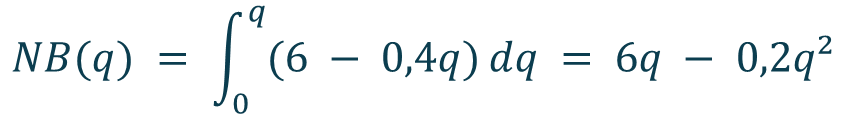 NB(q) = ∫₀^q (6 − 0,4q) dq = 6q − 0,2q²